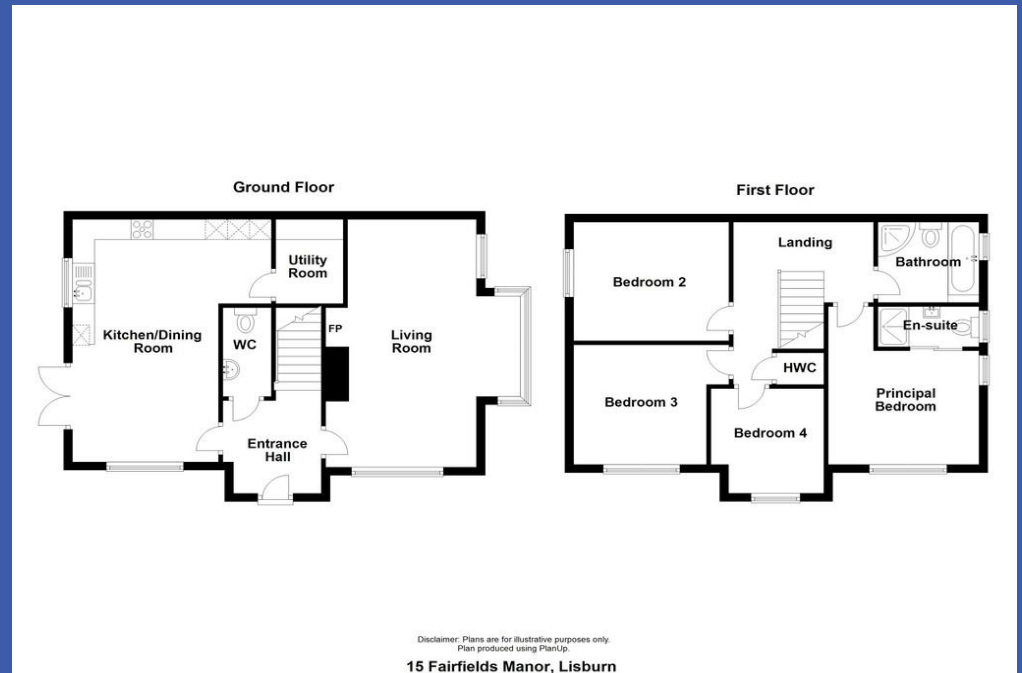 Ground Floor
Utility
Room
Kitchen/Dining
Room
WC
FP
Living
Room
Entrance
Hall
First Floor
Landing
Bathroom
Bedroom 2
En-suite
HWC
Bedroom 3
Principal
Bedroom
Bedroom 4
Disclaimer: Plans are for illustrative purposes only.
Plan produced using PlanUp.
15 Fairfields Manor, Lisburn